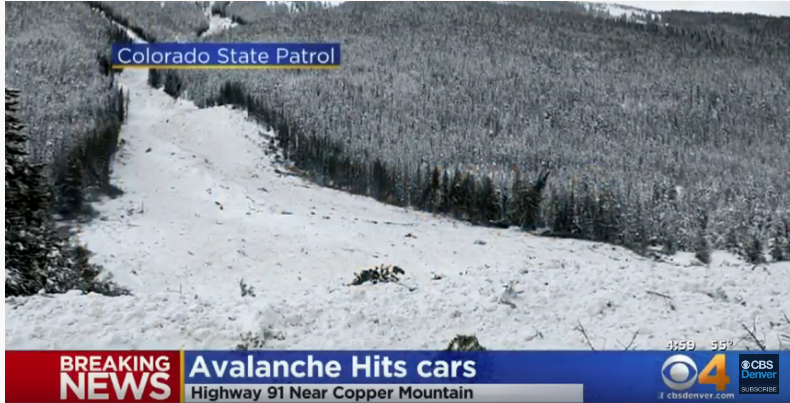 Colorado State Patrol
4:59 55°
BREAKING NEWS
Avalanche Hits cars
Highway 91 Near Copper Mountain
4
cbsdenver.com
CBS
Denver
SUBSCRIBE